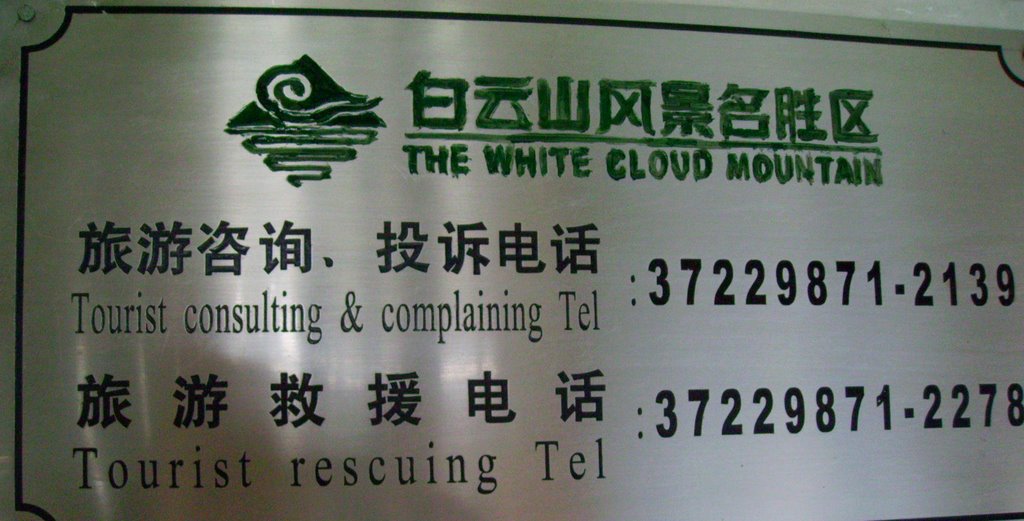 白云山风景名胜区
THE WHITE CLOUD MOUNTAIN
旅游咨询、投诉电话 :37229871-2139
Tourist consulting & complaining Tel
旅游救援电话 :37229871-2278
Tourist rescuing Tel